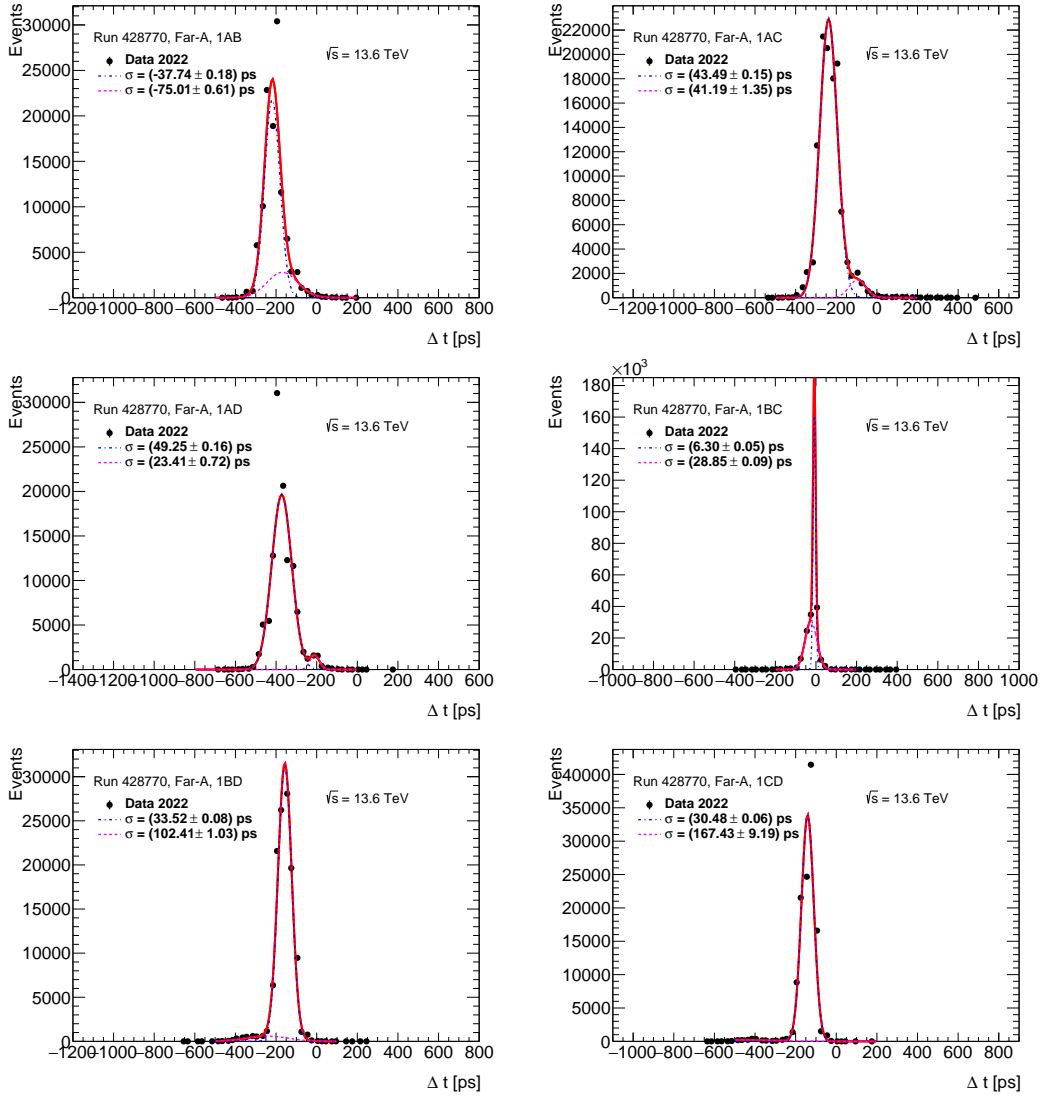 Events
30000
25000
20000
15000
10000
5000
0
Run 428770, Far-A, 1AB
Data 2022
σ = (-37.74 ± 0.18) ps
σ = (-75.01 ± 0.61) ps
√s = 13.6 TeV
−1200 −1000 −800 −600 −400 −200 0 200 400 600 800
Δ t [ps]
Events
22000
20000
18000
16000
14000
12000
10000
8000
6000
4000
2000
0
Run 428770, Far-A, 1AC
Data 2022
σ = (43.49 ± 0.15) ps
σ = (41.19 ± 1.35) ps
√s = 13.6 TeV
−1200 −1000 −800 −600 −400 −200 0 200 400 600
Δ t [ps]
Events
30000
25000
20000
15000
10000
5000
0
Run 428770, Far-A, 1AD
Data 2022
σ = (49.25 ± 0.16) ps
σ = (23.41 ± 0.72) ps
√s = 13.6 TeV
−1400 −1200 −1000 −800 −600 −400 −200 0 200 400 600
Δ t [ps]
Events
×10³
180
160
140
120
100
80
60
40
20
0
Run 428770, Far-A, 1BC
Data 2022
σ = (6.30 ± 0.05) ps
σ = (28.85 ± 0.09) ps
√s = 13.6 TeV
−1000 −800 −600 −400 −200 0 200 400 600 800 1000
Δ t [ps]
Events
30000
25000
20000
15000
10000
5000
0
Run 428770, Far-A, 1BD
Data 2022
σ = (33.52 ± 0.08) ps
σ = (102.41 ± 1.03) ps
√s = 13.6 TeV
−1200 −1000 −800 −600 −400 −200 0 200 400 600 800
Δ t [ps]
Events
40000
35000
30000
25000
20000
15000
10000
5000
0
Run 428770, Far-A, 1CD
Data 2022
σ = (30.48 ± 0.06) ps
σ = (167.43 ± 9.19) ps
√s = 13.6 TeV
−1000 −800 −600 −400 −200 0 200 400 600 800
Δ t [ps]